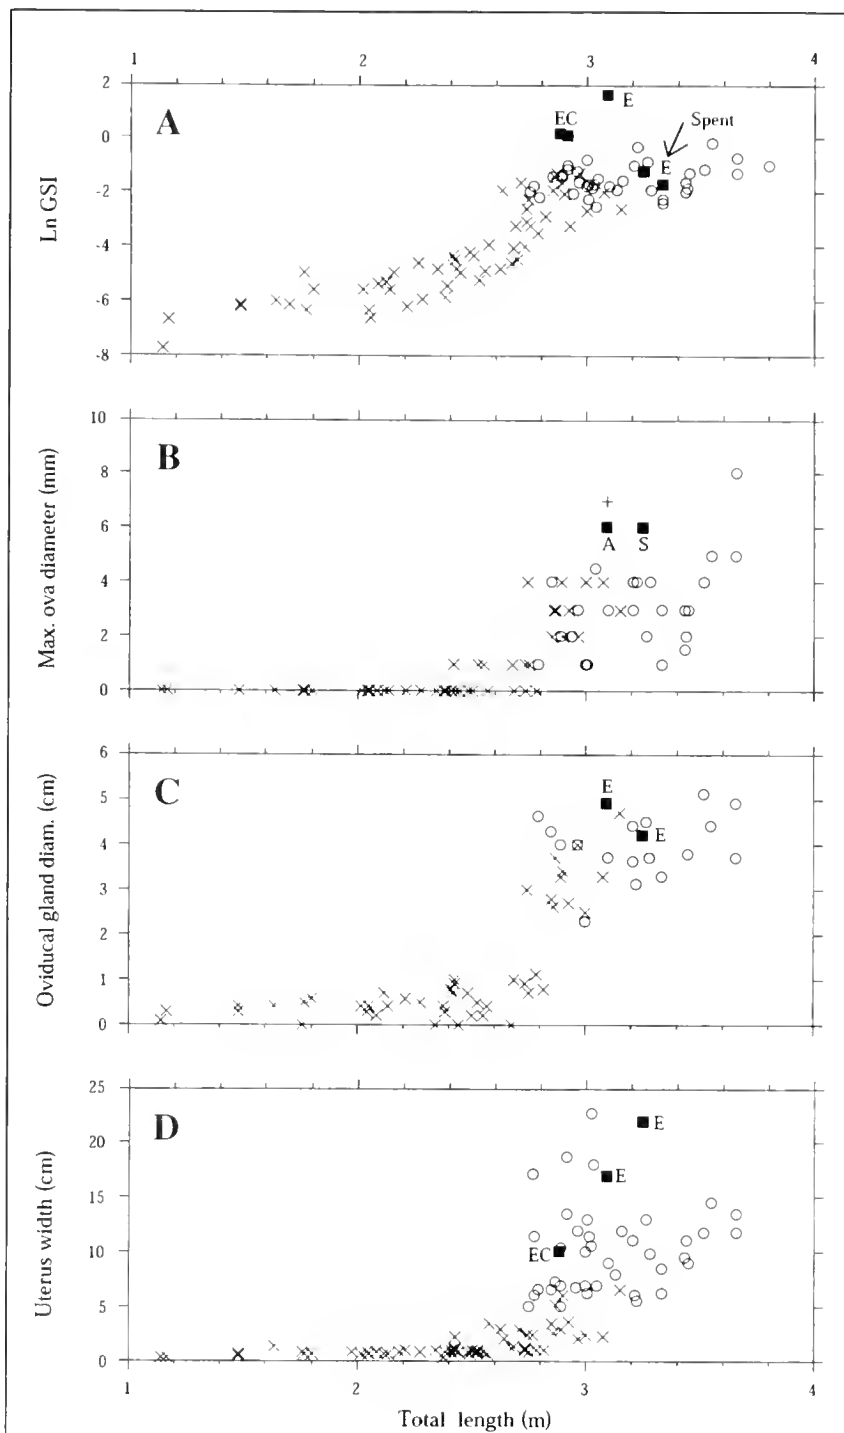 1 2 3 4
A
Ln GSI
2
0
-2
-4
-6
-8
E
EC
Spent
E
B
Max. ova diameter (mm)
10
8
6
4
2
0
A S
C
Oviducal gland diam. (cm)
6
5
4
3
2
1
0
E
E
D
Uterus width (cm)
25
20
15
10
5
0
E
E
EC
1 2 3 4
Total length (m)